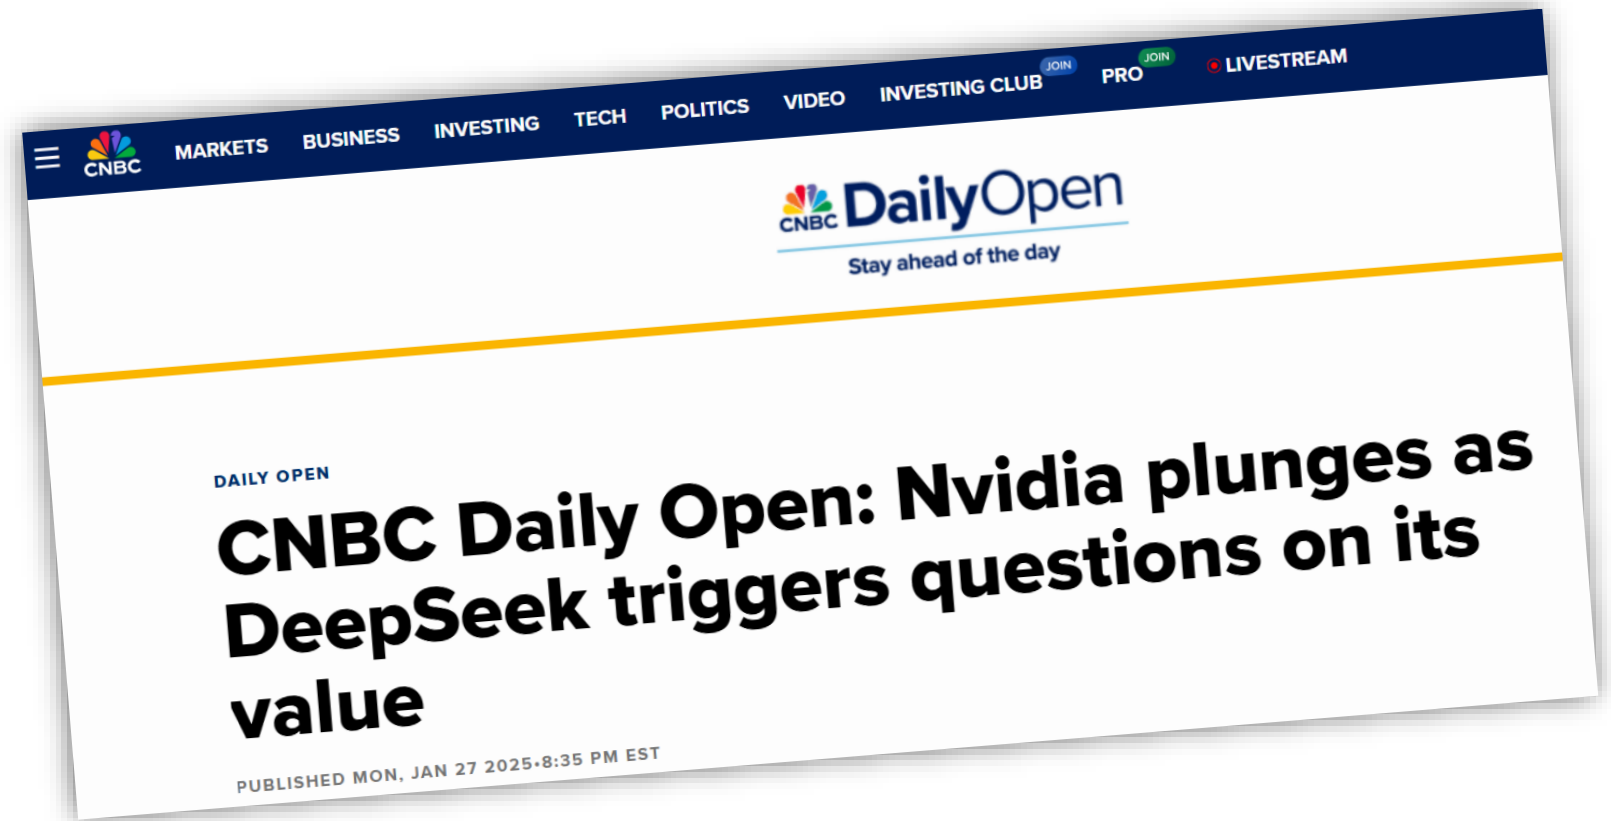 CNBC MARKETS BUSINESS INVESTING TECH POLITICS VIDEO INVESTING CLUB JOIN PRO JOIN LIVESTREAM
CNBC DailyOpen
Stay ahead of the day
DAILY OPEN
CNBC Daily Open: Nvidia plunges as
DeepSeek triggers questions on its
value
PUBLISHED MON, JAN 27 2025•8:35 PM EST